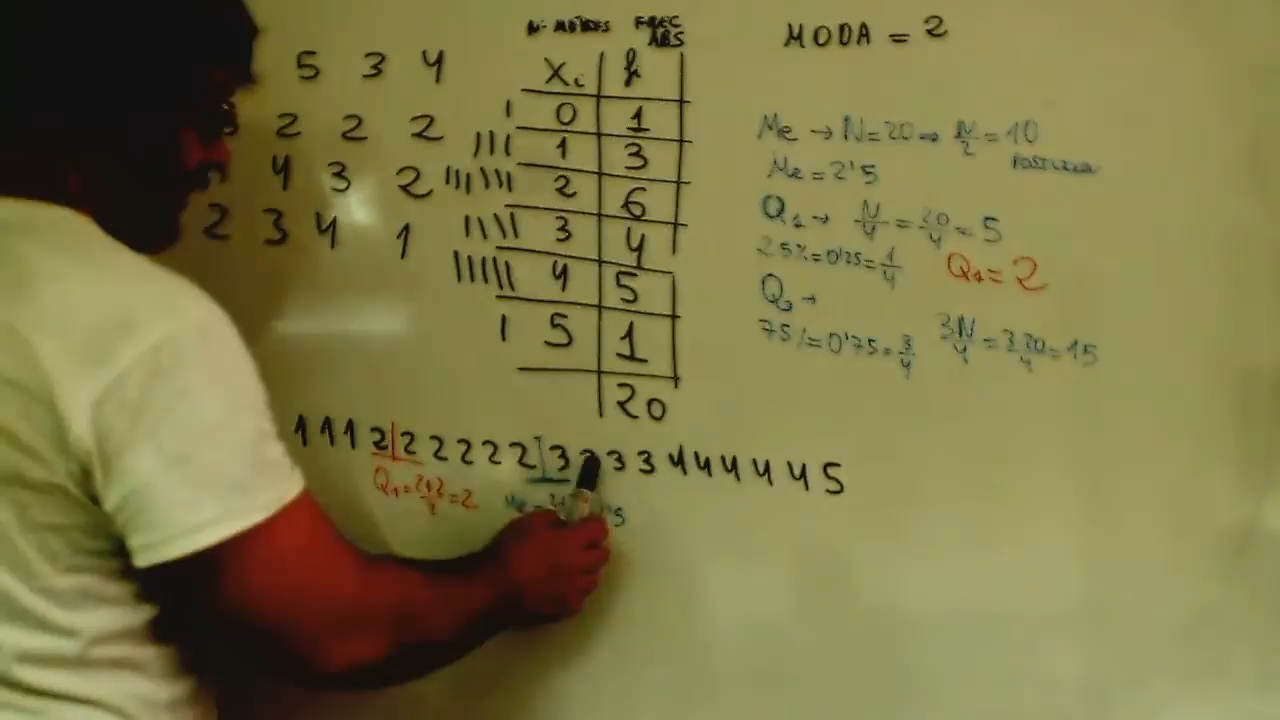 5 3 4
2 2 2
4 3 2
2 3 4 1
Nº MÓVILES FREC ABS
Xi fi
| 0 1
||| 1 3
|||||| 2 6
|||| 3 4
||||| 4 5
| 5 1
20
MODA = 2
Me → N=20 → N/2 = 10
Me = 2'5
Q1 → N/4 = 20/4 = 5
25%=0'25=1/4 Q1=2
Q3 →
75%=0'75=3/4 3N/4 = 3·20/4 = 15
1 1 1 2|2 2 2 2 2|3 3 3 4 4 4 4 4 5
Q1=2+2/2=2